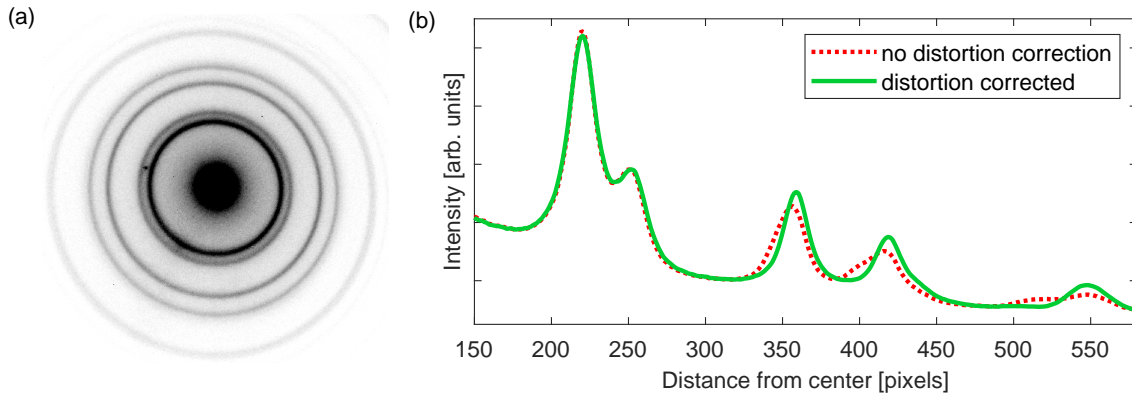 (a)
(b)
Intensity [arb. units]
no distortion correction
distortion corrected
150 200 250 300 350 400 450 500 550
Distance from center [pixels]